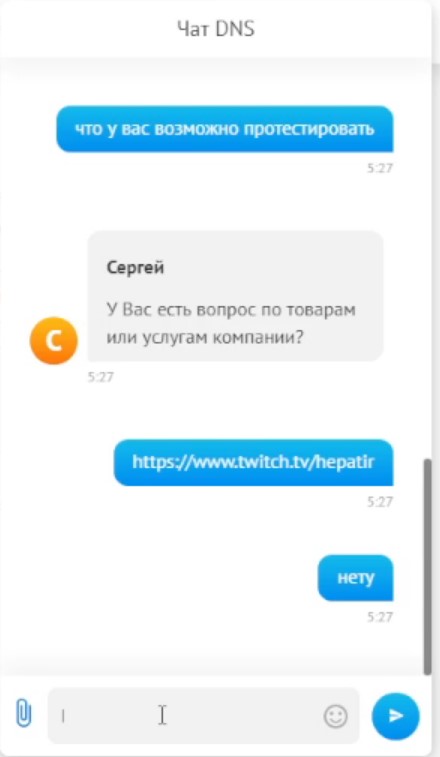 Чат DNS
что у вас возможно протестировать
5:27
Сергей
У Вас есть вопрос по товарам
или услугам компании?
С
5:27
https://www.twitch.tv/hepatir
5:27
нету
5:27